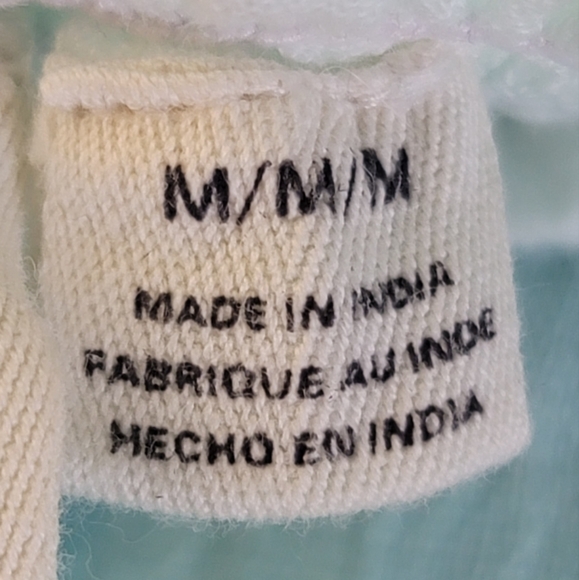 M/M/M
MADE IN INDIA
FABRIQUE AU INDE
HECHO EN INDIA